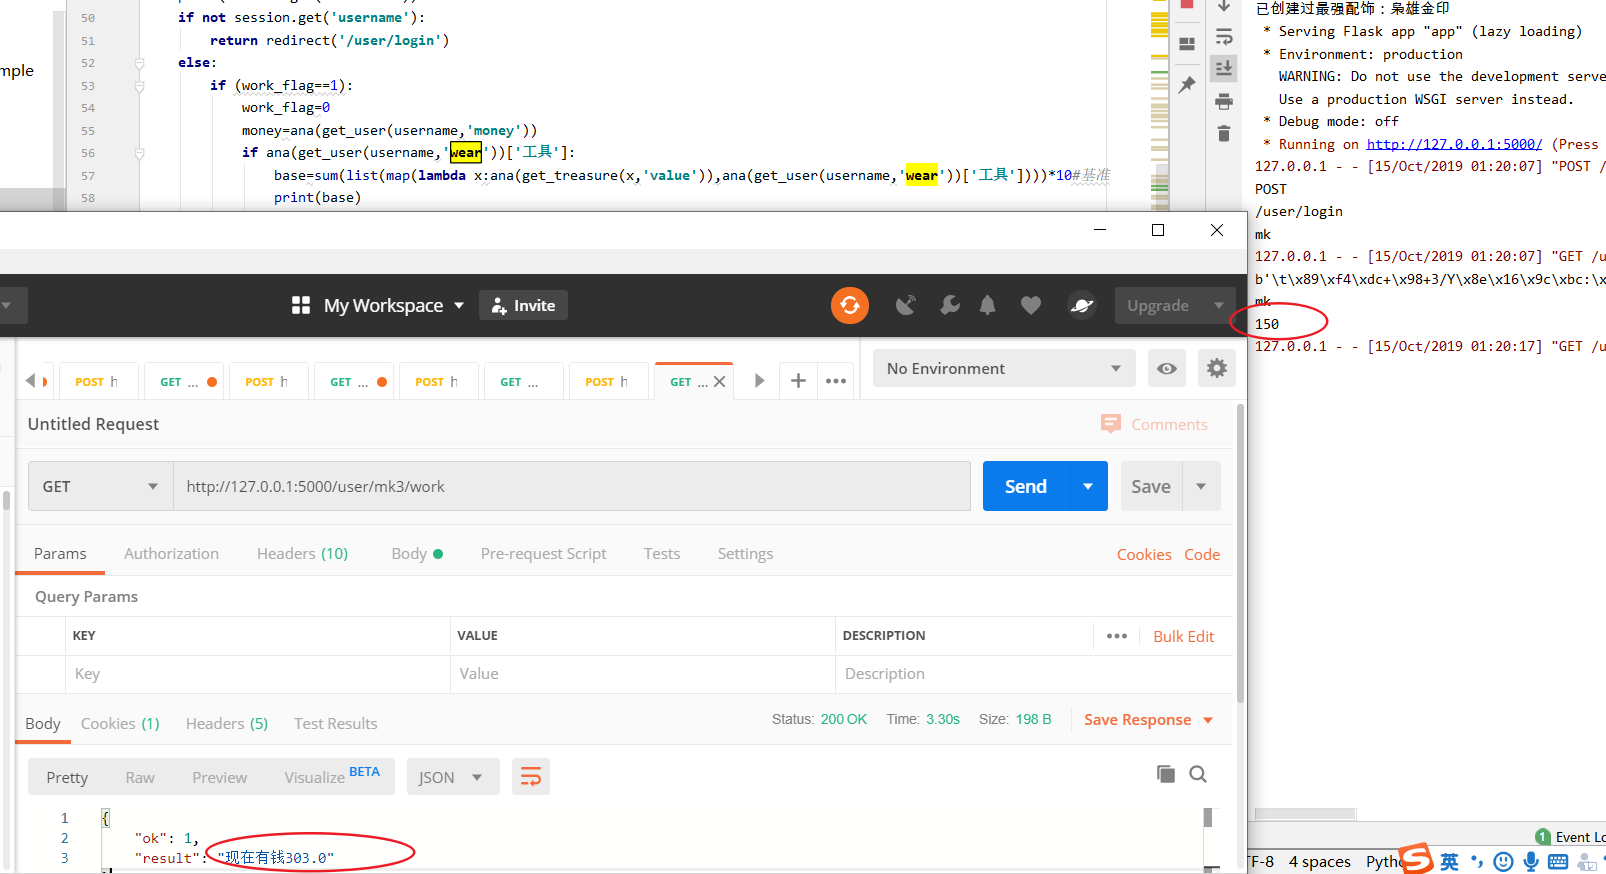 mple
50 if not session.get('username'):
51 return redirect('/user/login')
52 else:
53 if (work_flag==1):
54 work_flag=0
55 money=ana(get_user(username,'money'))
56 if ana(get_user(username,'wear'))['工具']:
57 base=sum(list(map(lambda x:ana(get_treasure(x,'value')),ana(get_user(username,'wear'))['工具'])))*10#基准
58 print(base)
已创建过最强配饰：枭雄金印
* Serving Flask app "app" (lazy loading)
* Environment: production
WARNING: Do not use the development serve
Use a production WSGI server instead.
* Debug mode: off
* Running on http://127.0.0.1:5000/ (Press
127.0.0.1 - - [15/Oct/2019 01:20:07] "POST /
POST
/user/login
mk
127.0.0.1 - - [15/Oct/2019 01:20:07] "GET /u
b'\t\x89\xf4\xdc+\x98+3/Y\x8e\x16\x9c\xbc:\x
mk
150
127.0.0.1 - - [15/Oct/2019 01:20:17] "GET /u
My Workspace Invite Upgrade
POST h GET ... POST h GET ... POST h GET ... POST h GET ...
No Environment
Untitled Request Comments
GET http://127.0.0.1:5000/user/mk3/work Send Save
Params Authorization Headers (10) Body Pre-request Script Tests Settings Cookies Code
Query Params
KEY VALUE DESCRIPTION Bulk Edit
Key Value Description
Body Cookies (1) Headers (5) Test Results Status: 200 OK Time: 3.30s Size: 198 B Save Response
Pretty Raw Preview Visualize BETA JSON
1 {
2 "ok": 1,
3 "result": "现在有钱303.0"
1 Event Lo
TF-8 4 spaces Pytho
S 英